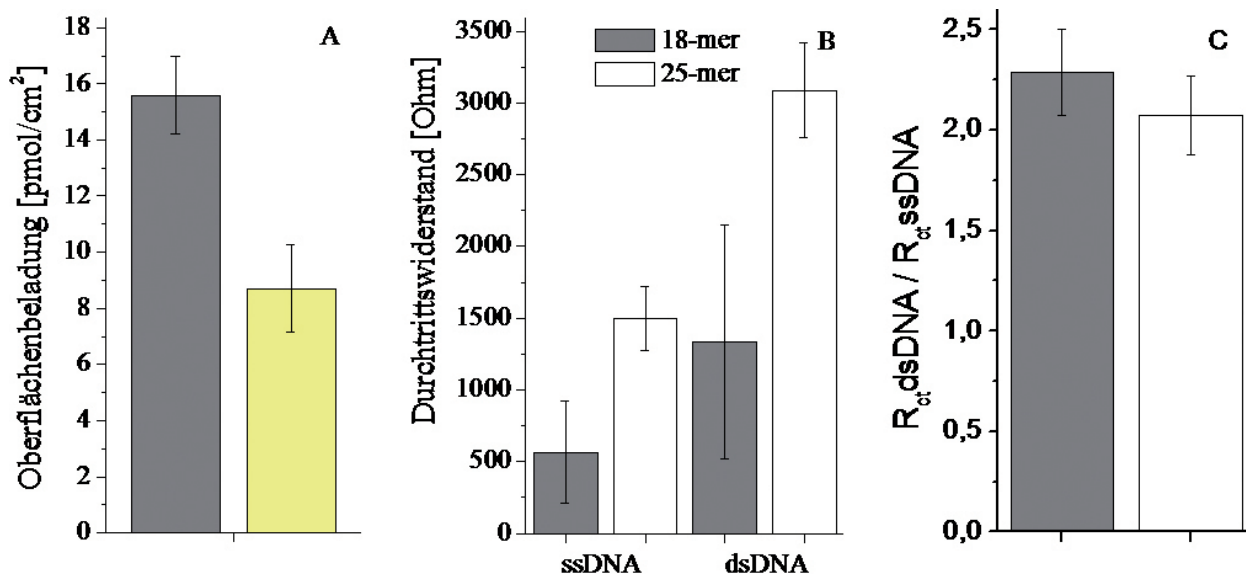 Oberflächenbeladung [pmol/cm²]
18
16
14
12
10
8
6
4
2
0
A
Durchtrittswiderstand [Ohm]
3500
3000
2500
2000
1500
1000
500
0
18-mer
25-mer
B
ssDNA
dsDNA
R_ct dsDNA / R_ct ssDNA
2,5
2,0
1,5
1,0
0,5
0,0
C